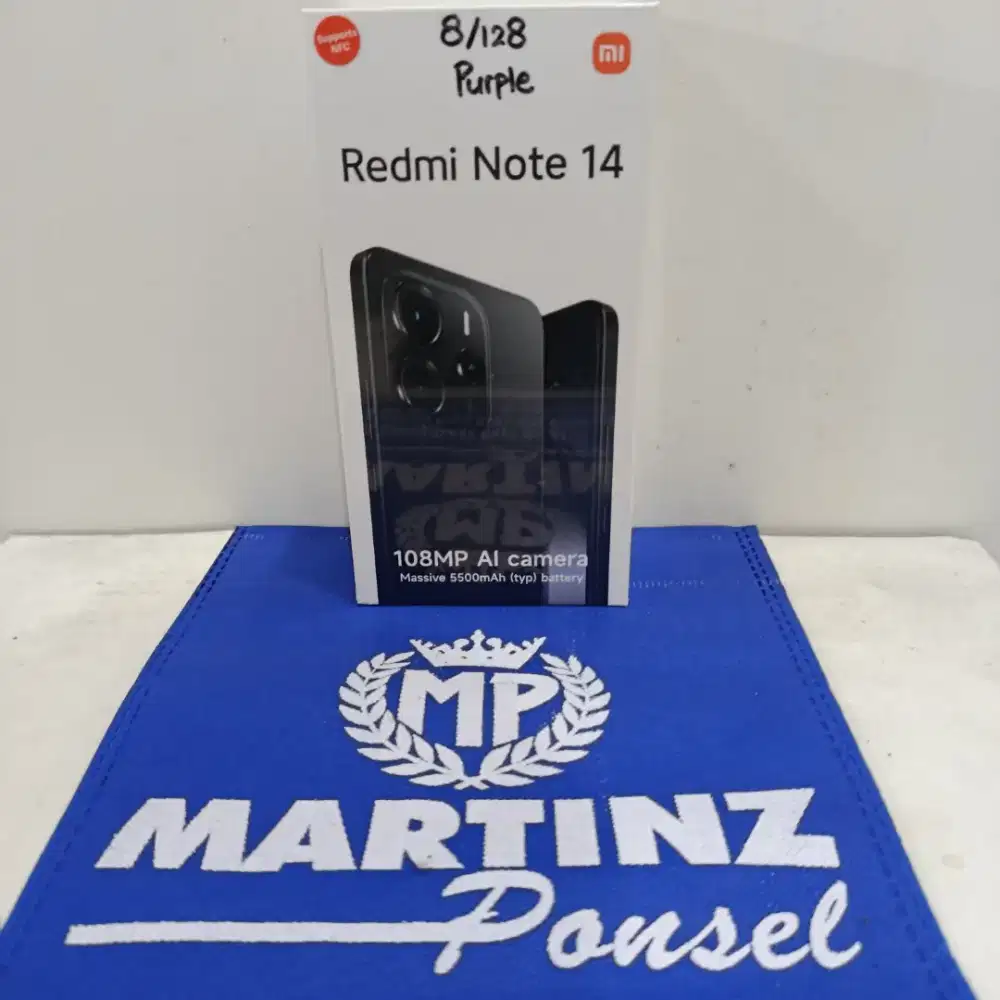 Supports
NFC
8/128
Purple
mi
Redmi Note 14
108MP AI camera
Massive 5500mAh (typ) battery
MP
MARTINZ
Ponsel